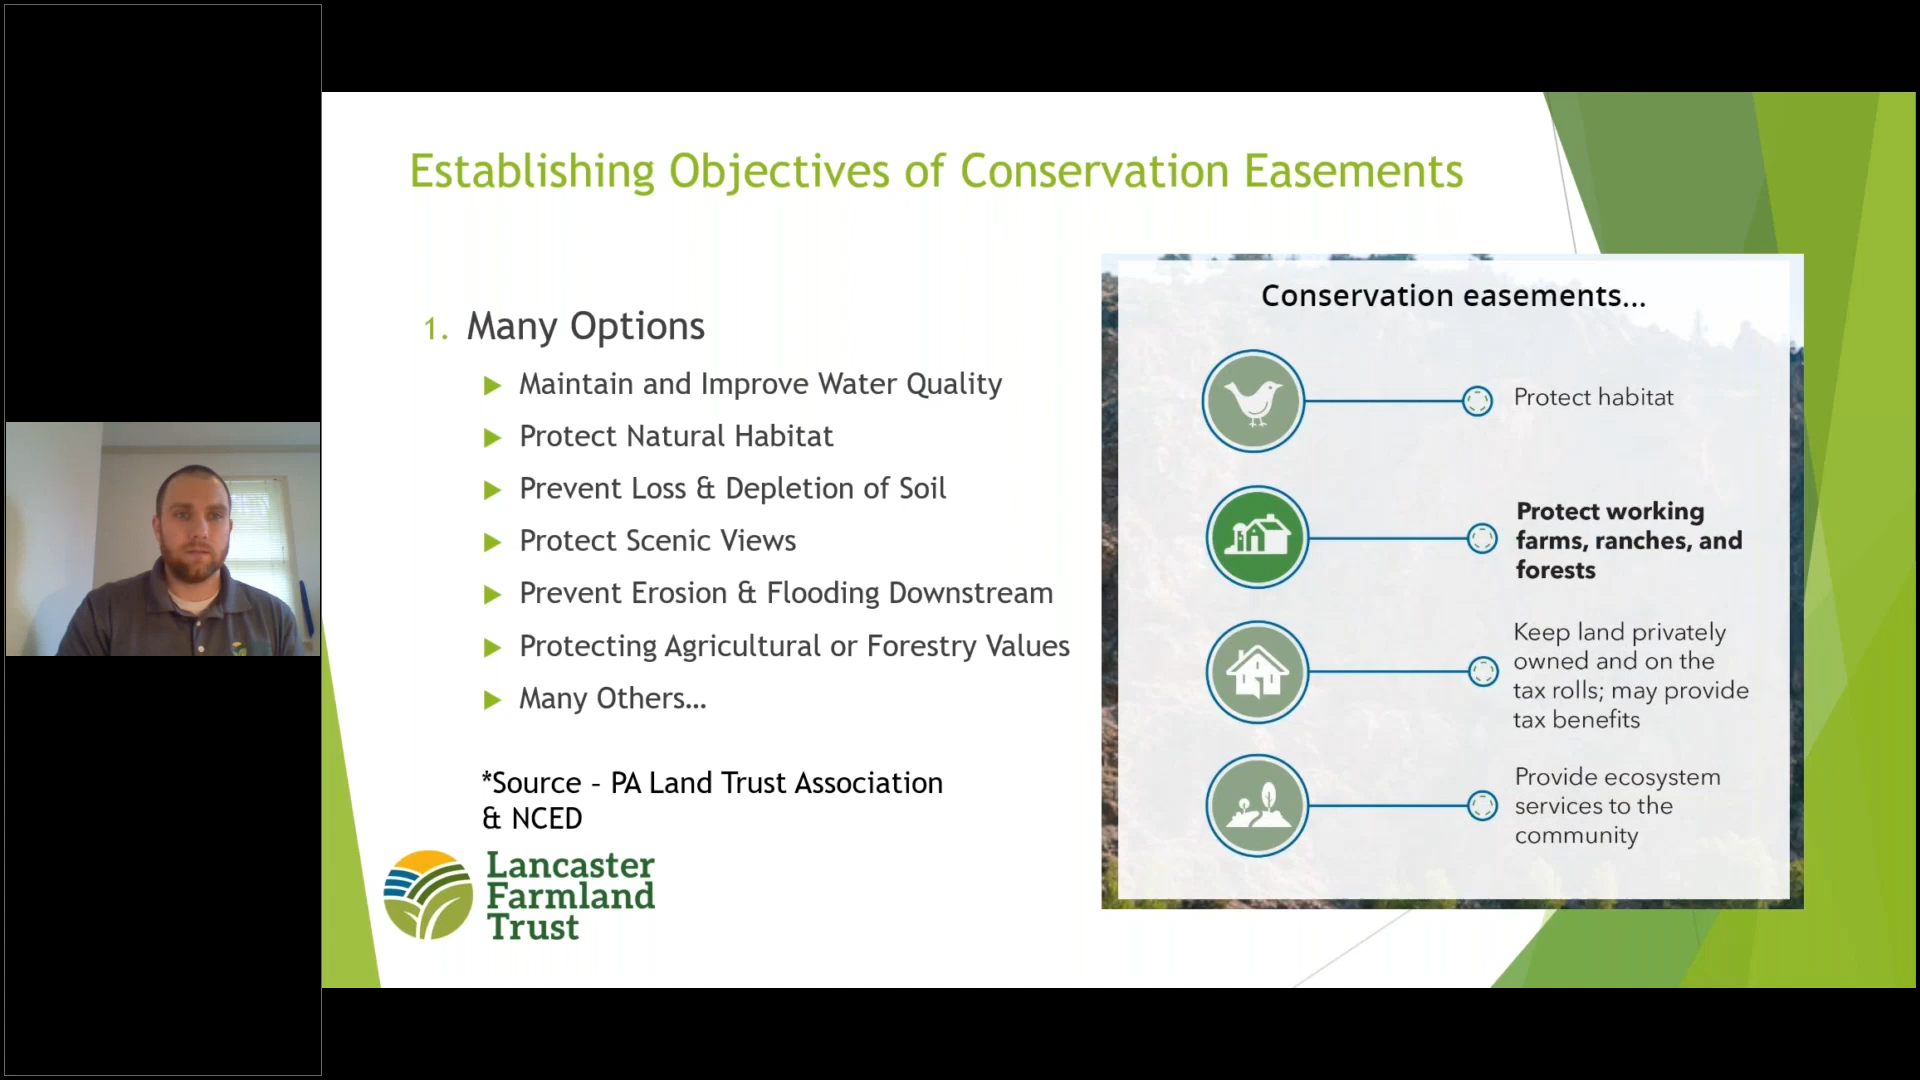 Establishing Objectives of Conservation Easements
1. Many Options
Maintain and Improve Water Quality
Protect Natural Habitat
Prevent Loss & Depletion of Soil
Protect Scenic Views
Prevent Erosion & Flooding Downstream
Protecting Agricultural or Forestry Values
Many Others…
*Source – PA Land Trust Association
& NCED
Lancaster
Farmland
Trust
Conservation easements...
Protect habitat
Protect working
farms, ranches, and
forests
Keep land privately
owned and on the
tax rolls; may provide
tax benefits
Provide ecosystem
services to the
community